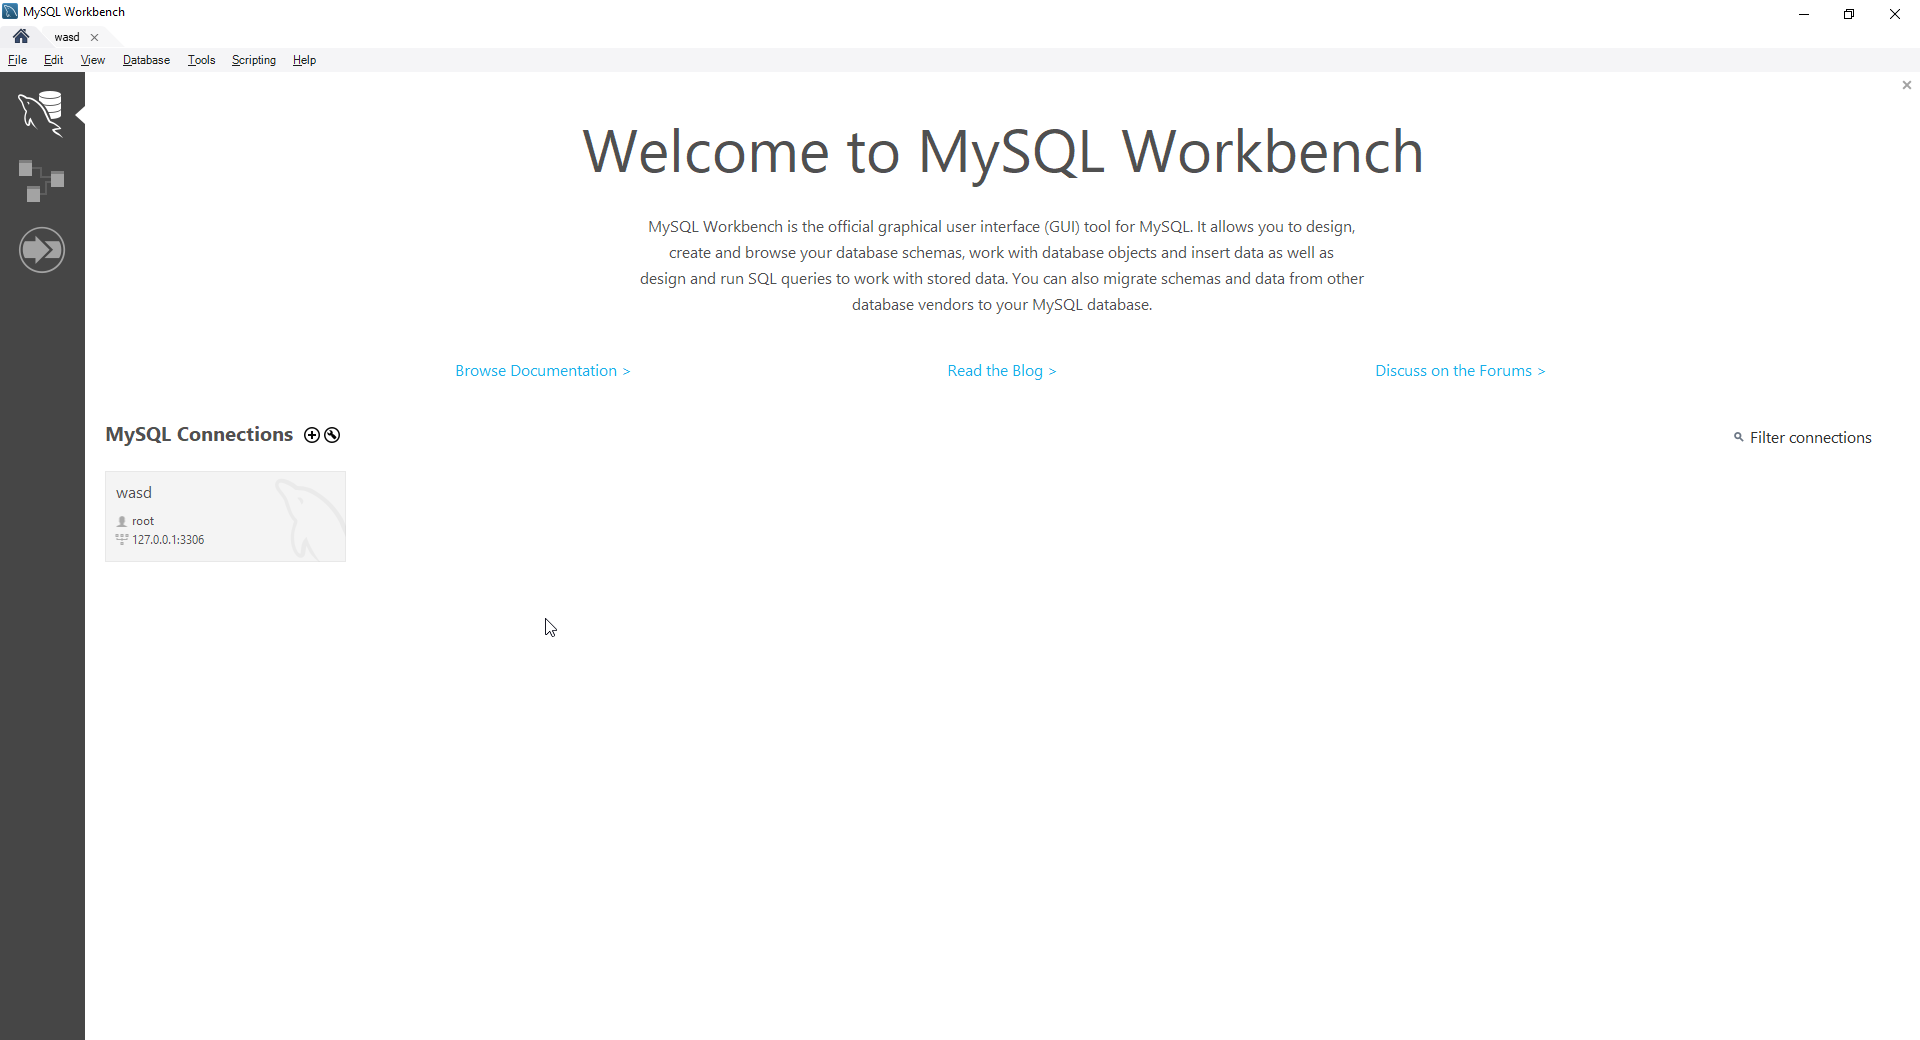 MySQL Workbench
wasd
File Edit View Database Tools Scripting Help
Welcome to MySQL Workbench
MySQL Workbench is the official graphical user interface (GUI) tool for MySQL. It allows you to design,
create and browse your database schemas, work with database objects and insert data as well as
design and run SQL queries to work with stored data. You can also migrate schemas and data from other
database vendors to your MySQL database.
Browse Documentation > Read the Blog > Discuss on the Forums >
MySQL Connections Filter connections
wasd
root
127.0.0.1:3306